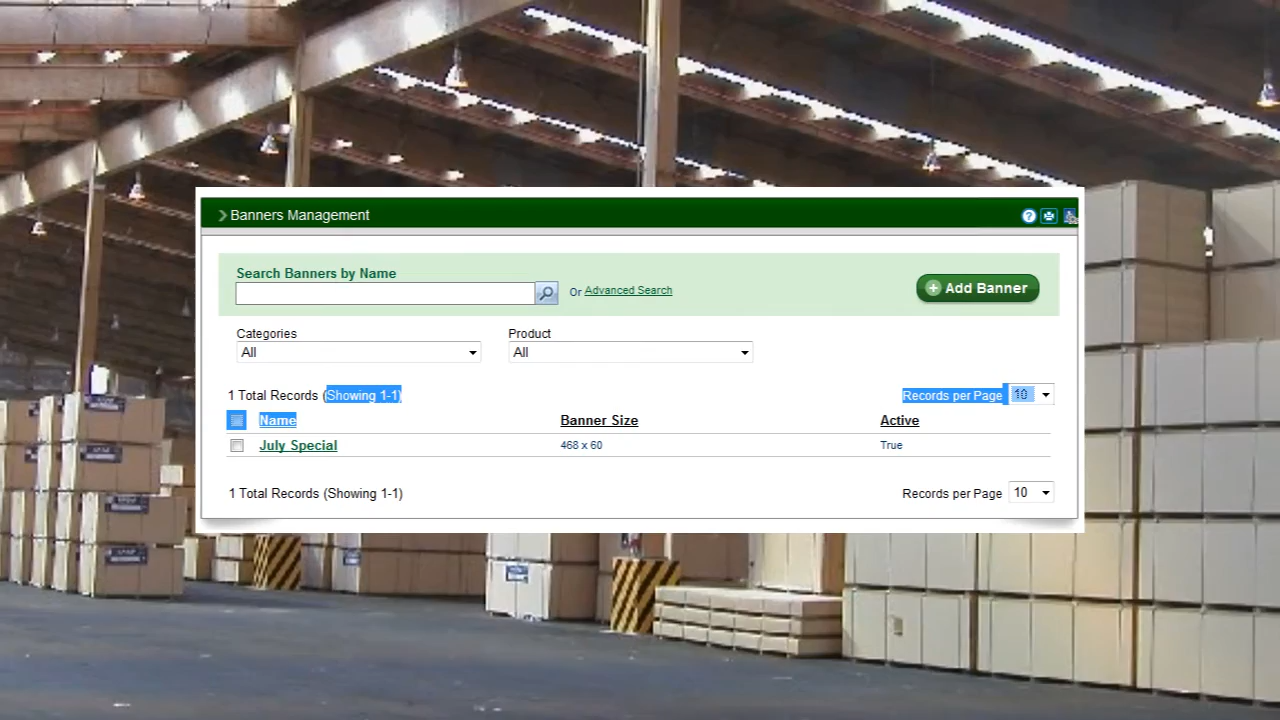 Banners Management
Search Banners by Name
Or Advanced Search
Add Banner
Categories Product
All All
1 Total Records (Showing 1-1) Records per Page 10
Name Banner Size Active
July Special 468 x 60 True
1 Total Records (Showing 1-1) Records per Page 10